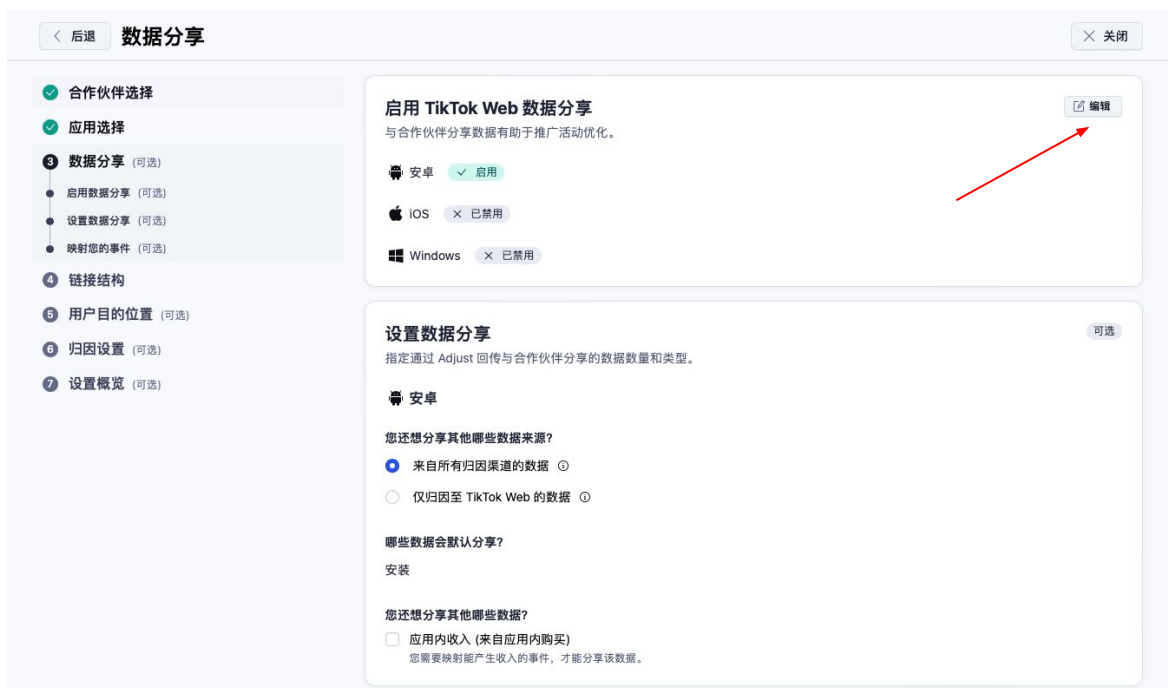 后退
数据分享
关闭
合作伙伴选择
应用选择
3 数据分享 (可选)
启用数据分享 (可选)
设置数据分享 (可选)
映射您的事件 (可选)
4 链接结构
5 用户目的位置 (可选)
6 归因设置 (可选)
7 设置概览 (可选)
启用 TikTok Web 数据分享
编辑
与合作伙伴分享数据有助于推广活动优化。
安卓 启用
iOS 已禁用
Windows 已禁用
设置数据分享
可选
指定通过 Adjust 回传与合作伙伴分享的数据数量和类型。
安卓
您还想分享其他哪些数据来源?
来自所有归因渠道的数据
仅归因至 TikTok Web 的数据
哪些数据会默认分享?
安装
您还想分享其他哪些数据?
应用内收入 (来自应用内购买)
您需要映射能产生收入的事件，才能分享该数据。